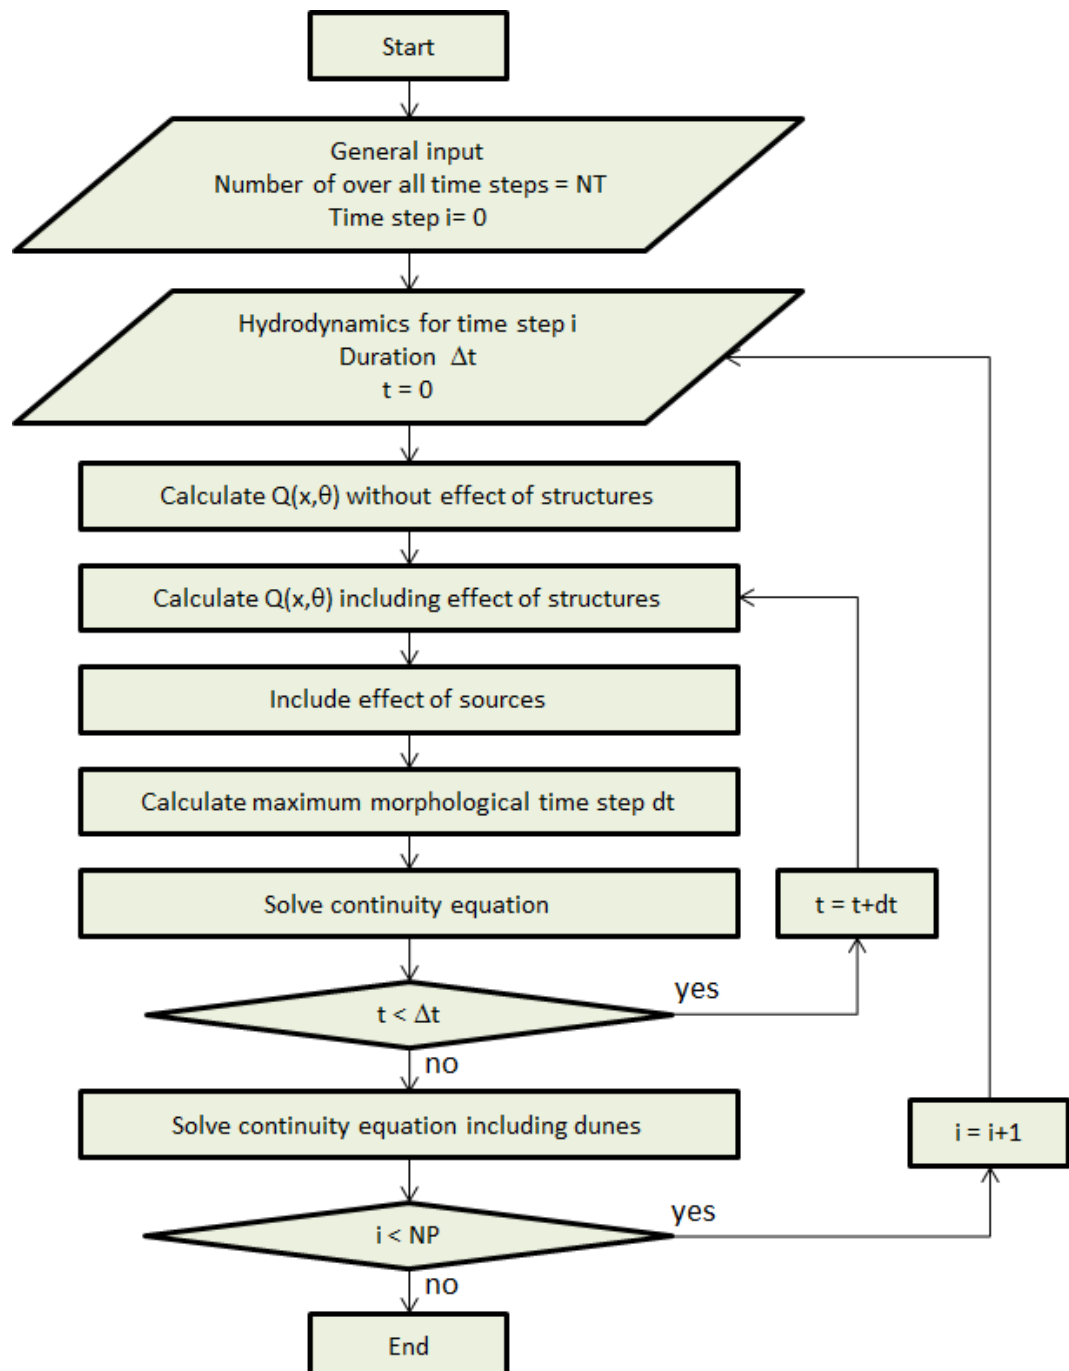 Start
General input
Number of over all time steps = NT
Time step i= 0
Hydrodynamics for time step i
Duration Δt
t = 0
Calculate Q(x,θ) without effect of structures
Calculate Q(x,θ) including effect of structures
Include effect of sources
Calculate maximum morphological time step dt
Solve continuity equation
t = t+dt
t < Δt
yes
no
Solve continuity equation including dunes
i = i+1
i < NP
yes
no
End